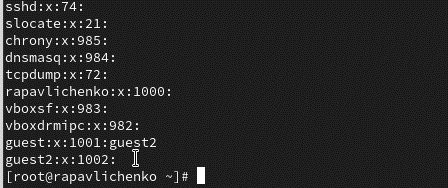 sshd:x:74:
slocate:x:21:
chrony:x:985:
dnsmasq:x:984:
tcpdump:x:72:
rapavlichenko:x:1000:
vboxsf:x:983:
vboxdrmipc:x:982:
guest:x:1001:guest2
guest2:x:1002:
[root@rapavlichenko ~]#